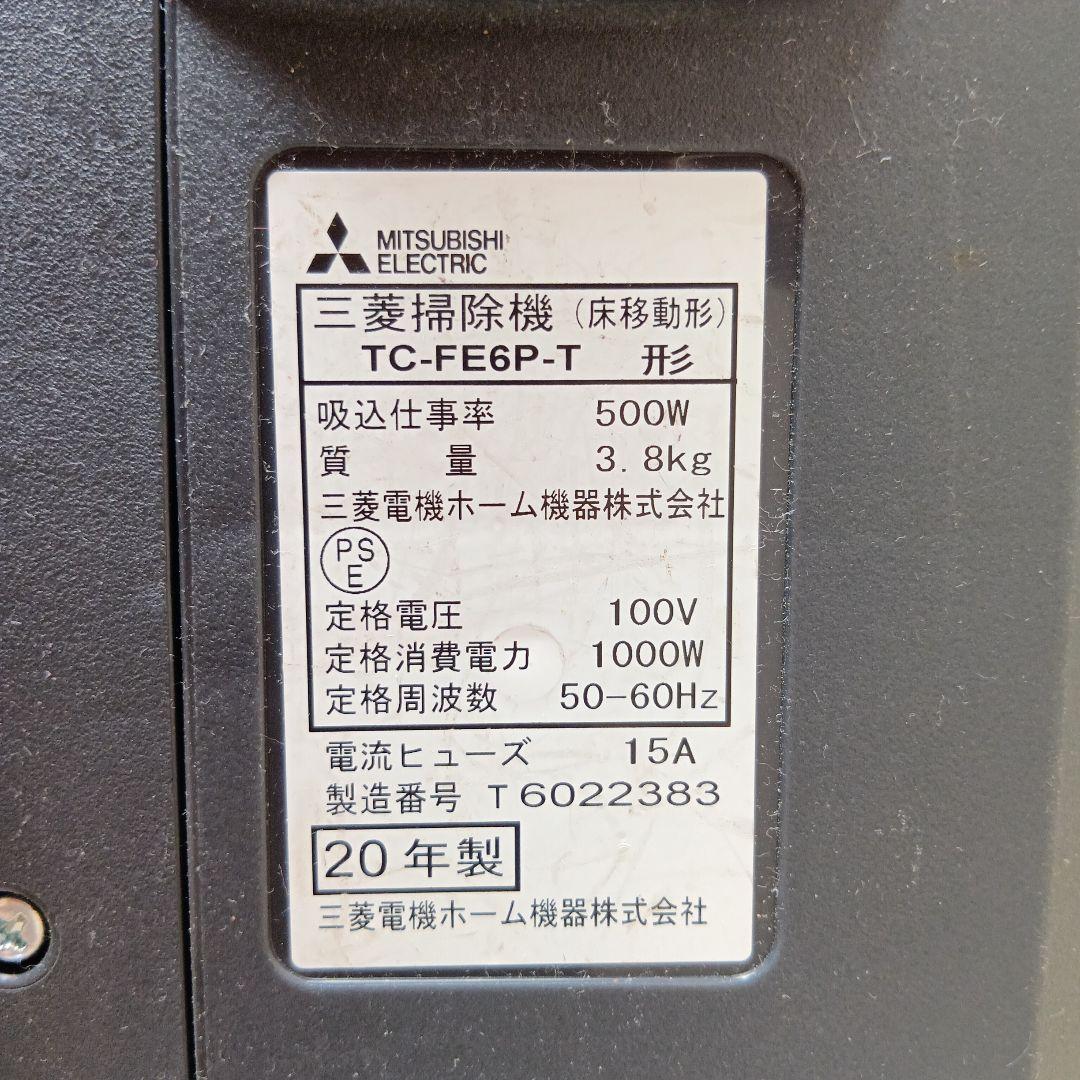 MITSUBISHI
ELECTRIC
三菱掃除機（床移動形）
TC-FE6P-T 形
吸込仕事率 500W
質 量 3.8kg
三菱電機ホーム機器株式会社
PS
E
定格電圧 100V
定格消費電力 1000W
定格周波数 50-60Hz
電流ヒューズ 15A
製造番号 T6022383
20年製
三菱電機ホーム機器株式会社